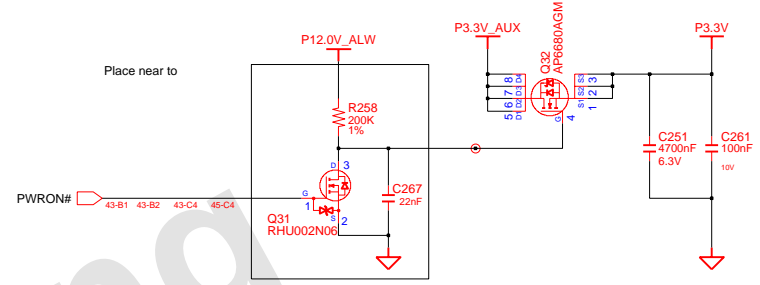 P12.0V_ALW
P3.3V_AUX
P3.3V
Place near to
Q32
AP6680AGM
R258
200K
1%
8 D4
7 D3
6 D2
5 D1
S3 3
S2 2
S1 1
G 4
D 3
G
1
S 2
C267
22nF
C251
4700nF
6.3V
C261
100nF
10V
PWRON#
43-B1 43-B2 43-C4 45-C4
Q31
RHU002N06
ng